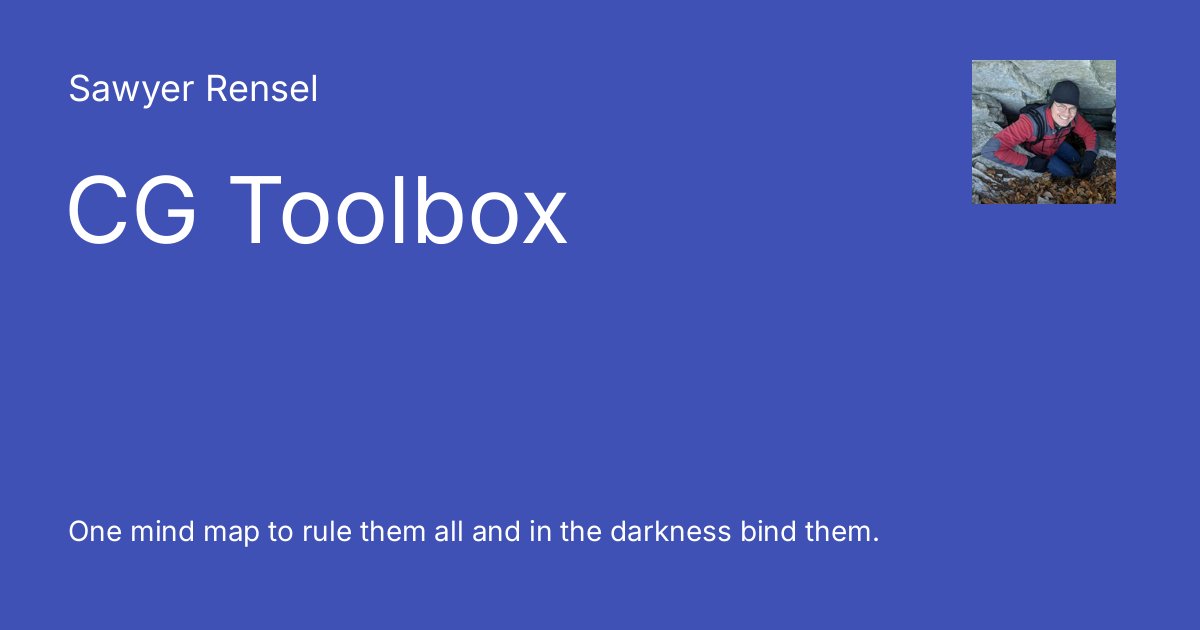 Sawyer Rensel
CG Toolbox
One mind map to rule them all and in the darkness bind them.